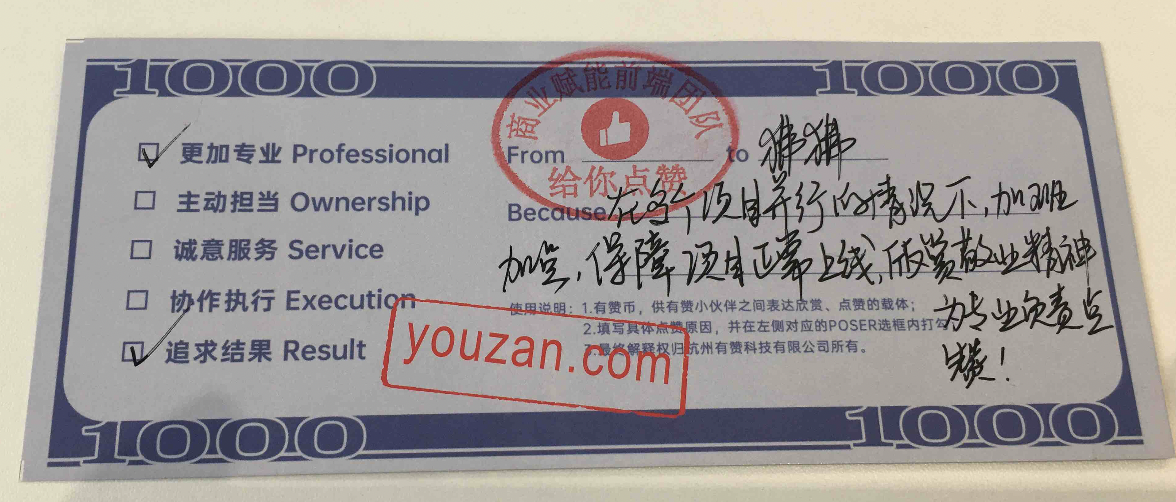 1000 1000
商业赋能前端团队
给你点赞
更加专业 Professional
主动担当 Ownership
诚意服务 Service
协作执行 Execution
追求结果 Result
From to 狒狒
Because 在多个项目并行的情况下,加班
加点,保障项目正常上线,敬业精神
为专业负责点
赞!
使用说明:1.有赞币,供有赞小伙伴之间表达欣赏、点赞的载体;
2.填写具体点赞原因,并在左侧对应的POSER选框内打勾
3.最终解释权归杭州有赞科技有限公司所有。
youzan.com
1000 1000